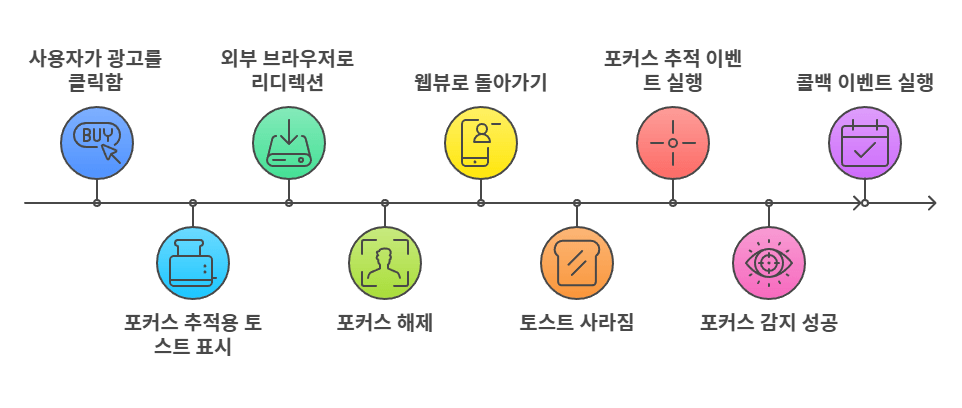 사용자가 광고를
클릭함
BUY
포커스 추적용 토
스트 표시
외부 브라우저로
리디렉션
포커스 해제
웹뷰로 돌아가기
토스트 사라짐
포커스 추적 이벤
트 실행
포커스 감지 성공
콜백 이벤트 실행